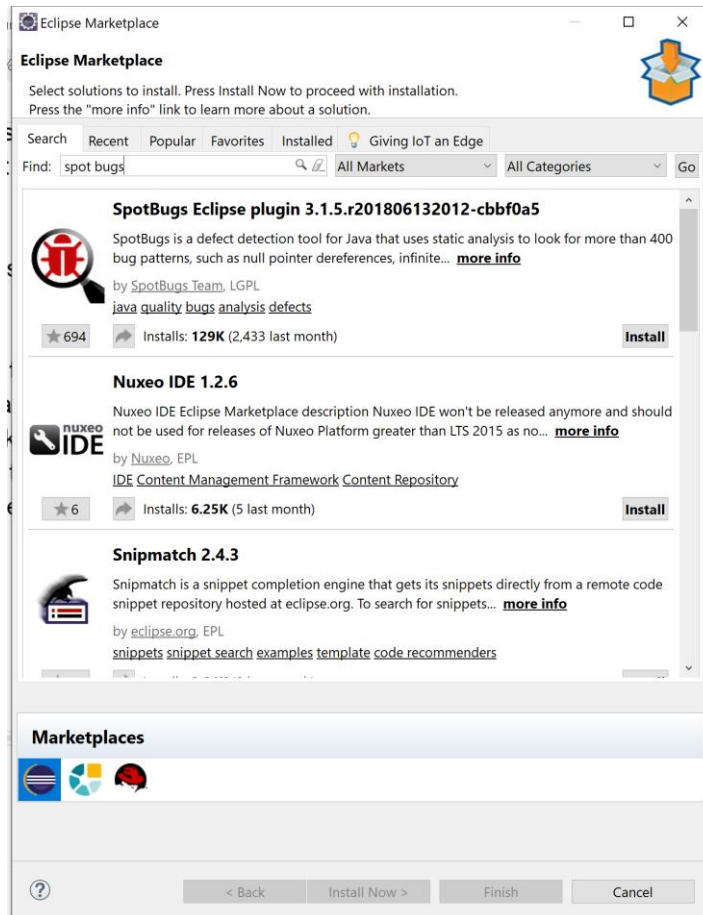 Eclipse Marketplace
Eclipse Marketplace
Select solutions to install. Press Install Now to proceed with installation.
Press the "more info" link to learn more about a solution.
Search Recent Popular Favorites Installed Giving IoT an Edge
Find: spot bugs All Markets All Categories Go
SpotBugs Eclipse plugin 3.1.5.r201806132012-cbbf0a5
SpotBugs is a defect detection tool for Java that uses static analysis to look for more than 400
bug patterns, such as null pointer dereferences, infinite... more info
by SpotBugs Team, LGPL
java quality bugs analysis defects
694 Installs: 129K (2,433 last month) Install
Nuxeo IDE 1.2.6
Nuxeo IDE Eclipse Marketplace description Nuxeo IDE won't be released anymore and should
not be used for releases of Nuxeo Platform greater than LTS 2015 as no... more info
nuxeo
IDE
by Nuxeo, EPL
IDE Content Management Framework Content Repository
6 Installs: 6.25K (5 last month) Install
Snipmatch 2.4.3
Snipmatch is a snippet completion engine that gets its snippets directly from a remote code
snippet repository hosted at eclipse.org. To search for snippets... more info
by eclipse.org, EPL
snippets snippet search examples template code recommenders
Marketplaces
? < Back Install Now > Finish Cancel